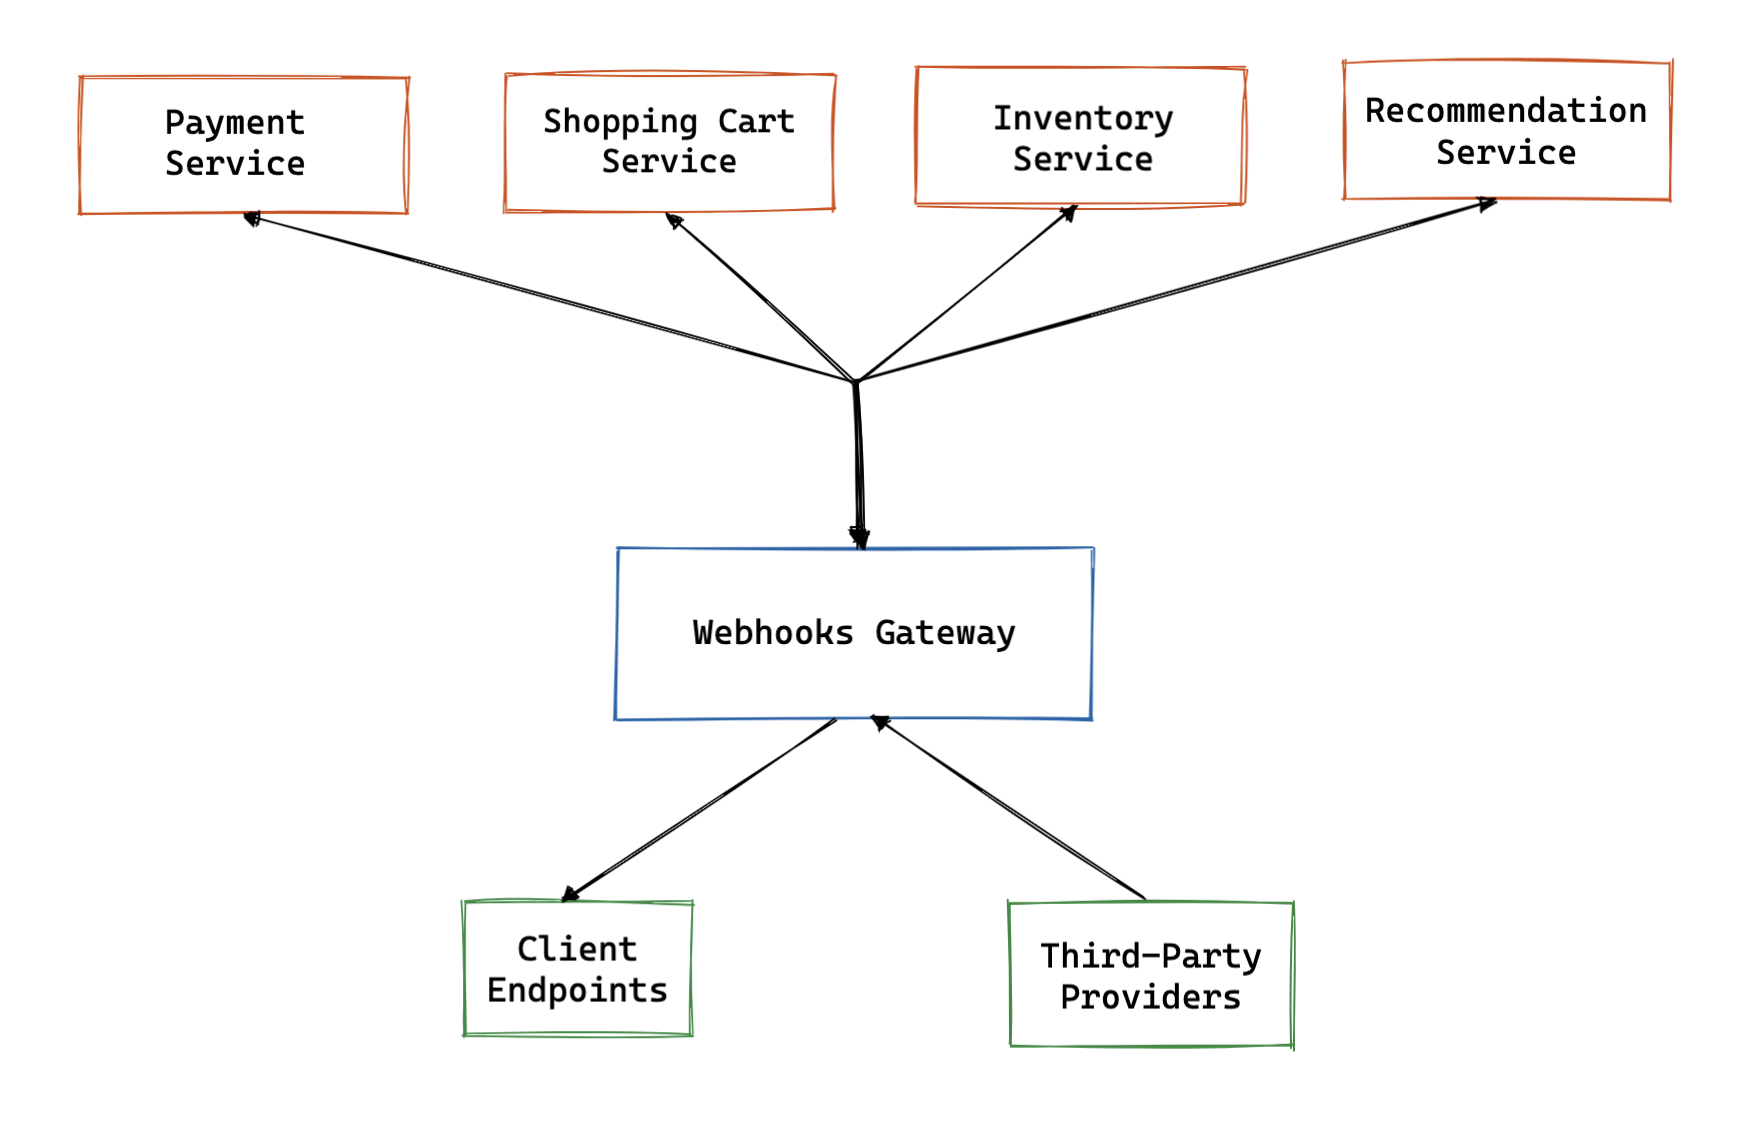 Payment
Service
Shopping Cart
Service
Inventory
Service
Recommendation
Service
Webhooks Gateway
Client
Endpoints
Third-Party
Providers